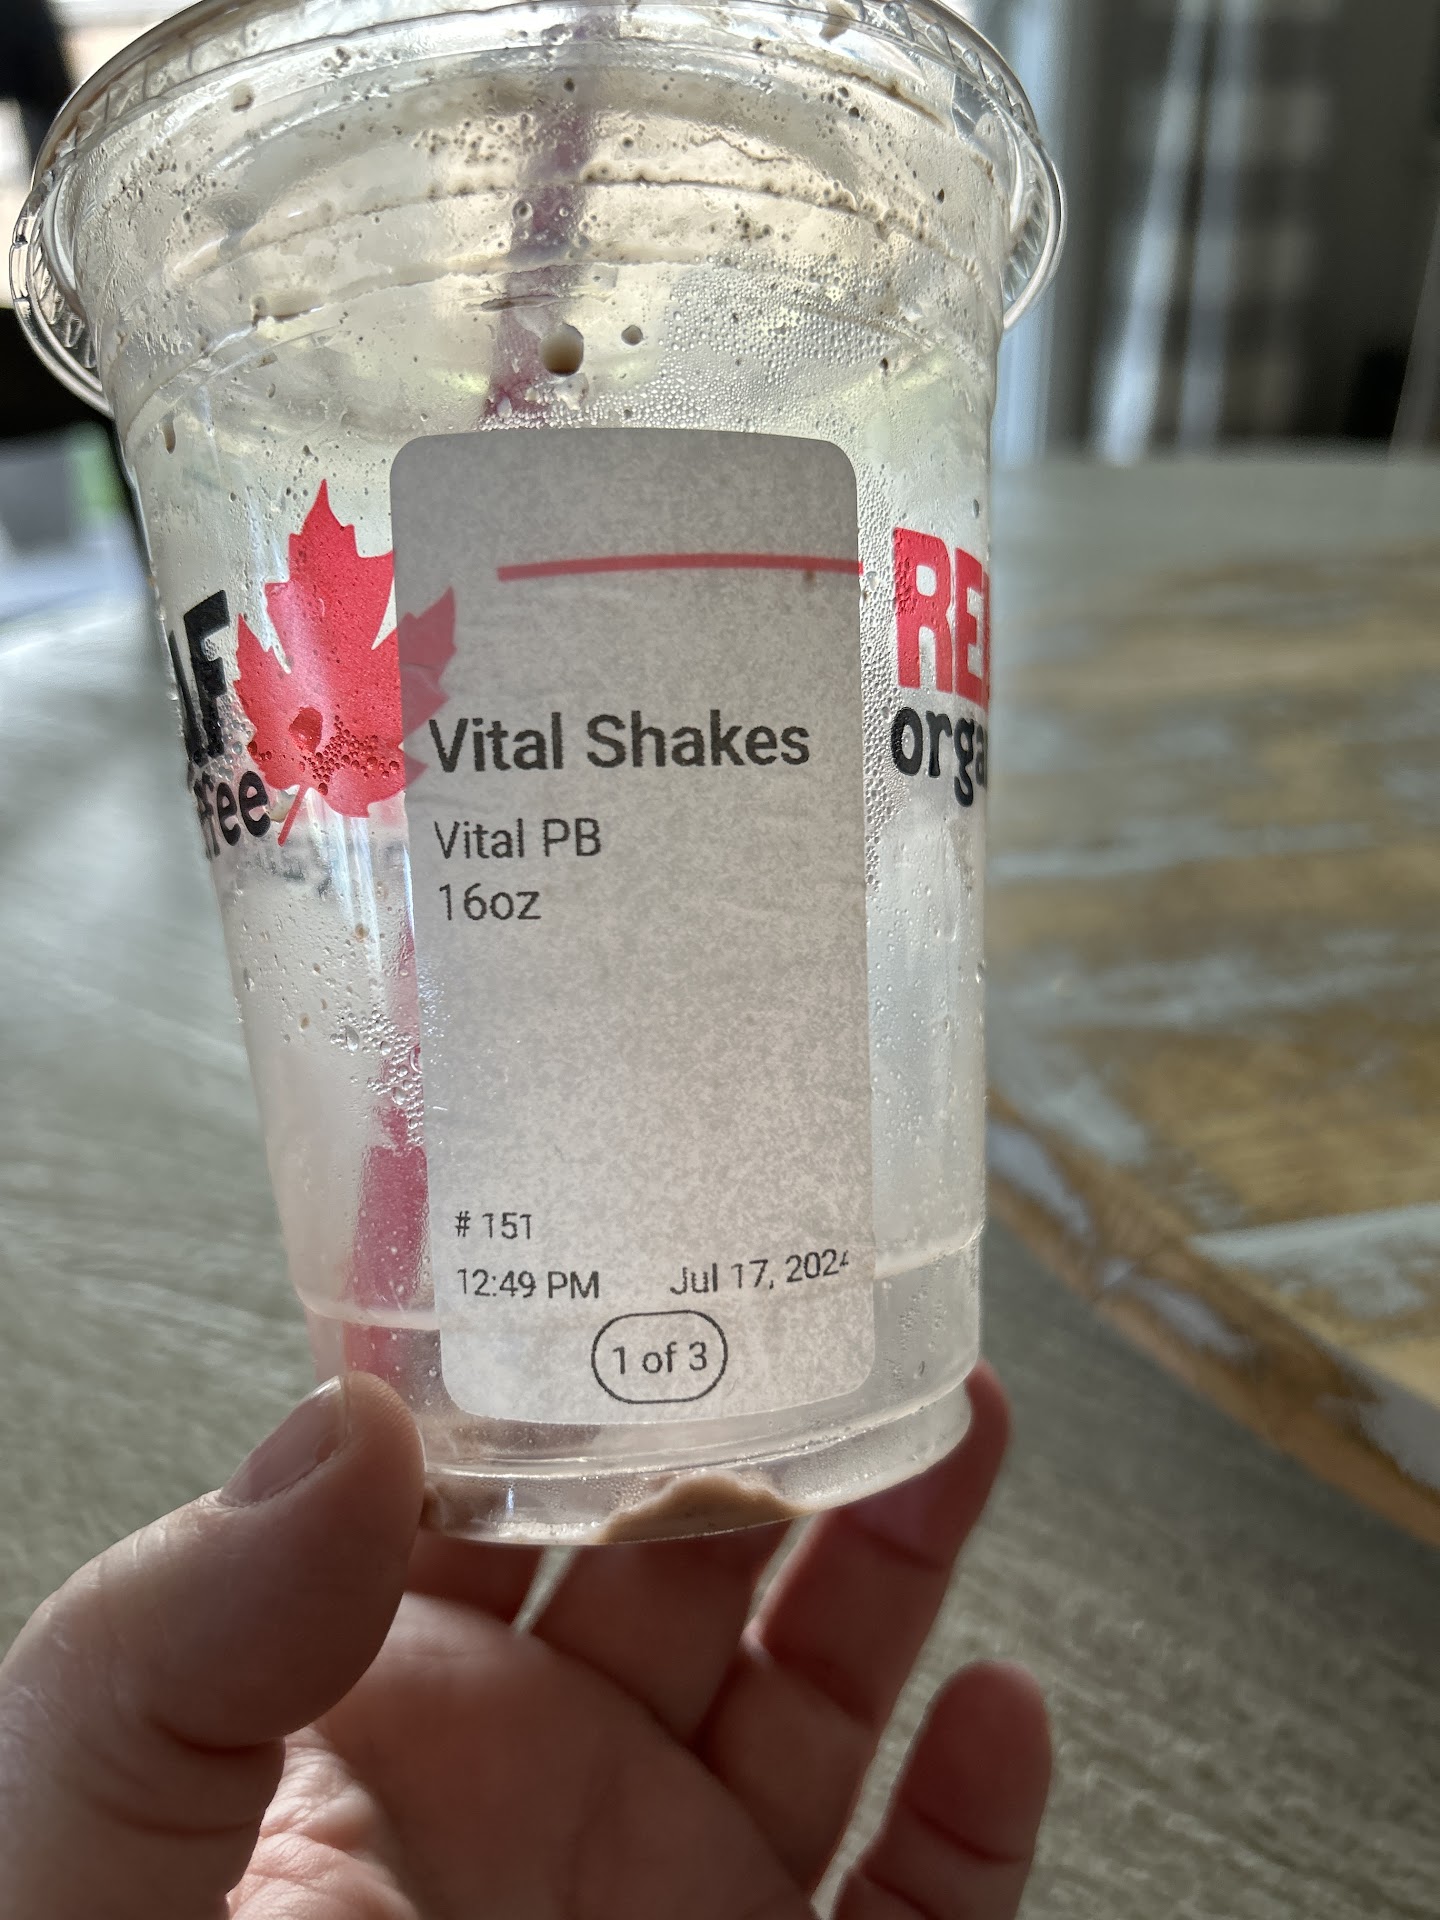 Vital Shakes
Vital PB
16oz
# 151
12:49 PM Jul 17, 2024
1 of 3